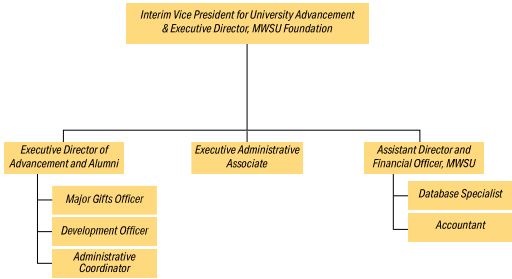 Interim Vice President for University Advancement
& Executive Director, MWSU Foundation
Executive Director of
Advancement and Alumni
Executive Administrative
Associate
Assistant Director and
Financial Officer, MWSU
Major Gifts Officer
Development Officer
Administrative
Coordinator
Database Specialist
Accountant